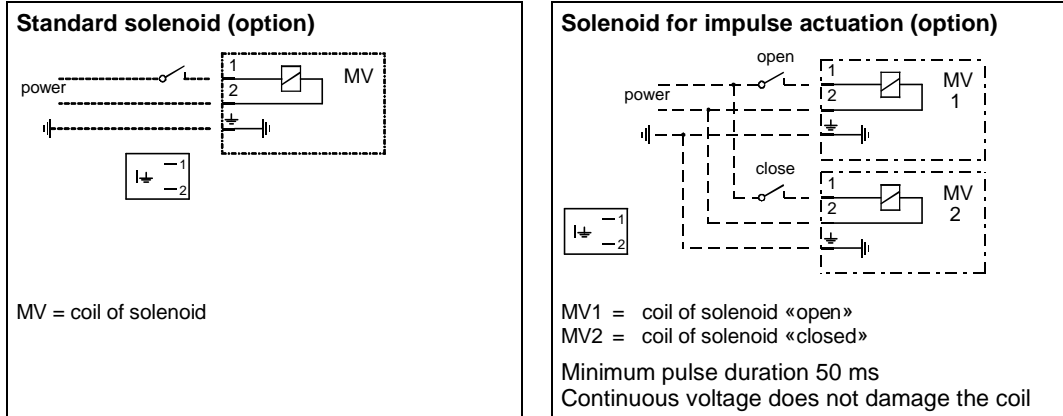 Standard solenoid (option)
1
MV
power
2
1
2
MV = coil of solenoid
Solenoid for impulse actuation (option)
open
1
MV
1
power
2
close
1
MV
2
2
1
2
MV1 = coil of solenoid «open»
MV2 = coil of solenoid «closed»
Minimum pulse duration 50 ms
Continuous voltage does not damage the coil